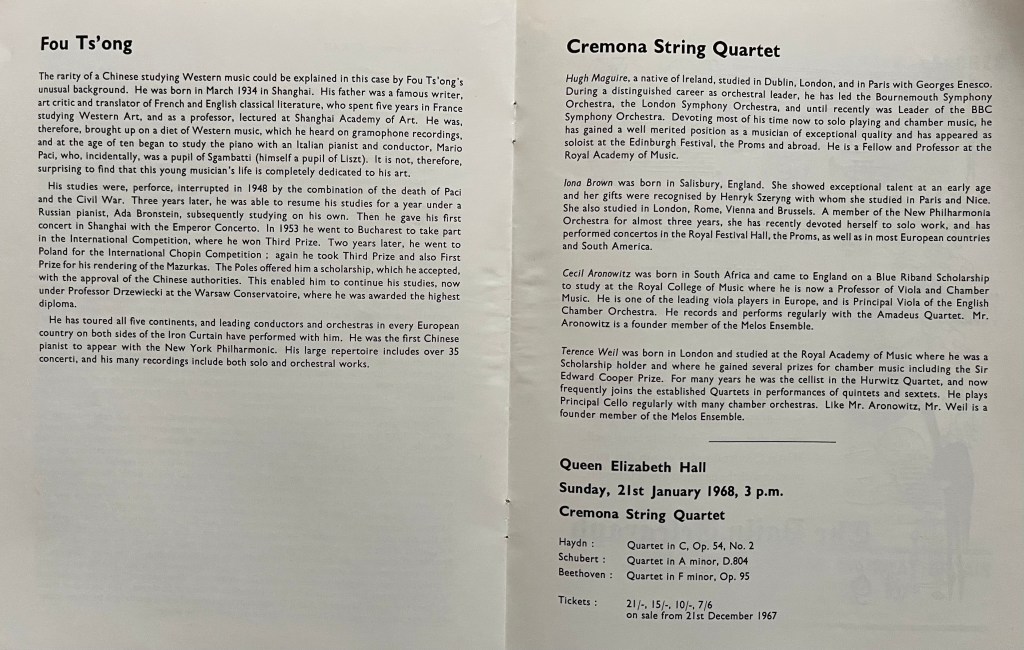 Fou Ts'ong
The rarity of a Chinese studying Western music could be explained in this case by Fou Ts'ong's
unusual background. He was born in March 1934 in Shanghai. His father was a famous writer,
art critic and translator of French and English classical literature, who spent five years in France
studying Western Art, and as a professor, lectured at Shanghai Academy of Art. He was,
therefore, brought up on a diet of Western music, which he heard on gramophone recordings,
and at the age of ten began to study the piano with an Italian pianist and conductor, Mario
Paci, who, incidentally, was a pupil of Sgambatti (himself a pupil of Liszt). It is not, therefore,
surprising to find that this young musician's life is completely dedicated to his art.
His studies were, perforce, interrupted in 1948 by the combination of the death of Paci
and the Civil War. Three years later, he was able to resume his studies for a year under a
Russian pianist, Ada Bronstein, subsequently studying on his own. Then he gave his first
concert in Shanghai with the Emperor Concerto. In 1953 he went to Bucharest to take part
in the International Competition, where he won Third Prize. Two years later, he went to
Poland for the International Chopin Competition ; again he took Third Prize and also First
Prize for his rendering of the Mazurkas. The Poles offered him a scholarship, which he accepted,
with the approval of the Chinese authorities. This enabled him to continue his studies, now
under Professor Drzewiecki at the Warsaw Conservatoire, where he was awarded the highest
diploma.
He has toured all five continents, and leading conductors and orchestras in every European
country on both sides of the Iron Curtain have performed with him. He was the first Chinese
pianist to appear with the New York Philharmonic. His large repertoire includes over 35
concerti, and his many recordings include both solo and orchestral works.
Cremona String Quartet
Hugh Maguire, a native of Ireland, studied in Dublin, London, and in Paris with Georges Enesco.
During a distinguished career as orchestral leader, he has led the Bournemouth Symphony
Orchestra, the London Symphony Orchestra, and until recently was Leader of the BBC
Symphony Orchestra. Devoting most of his time now to solo playing and chamber music, he
has gained a well merited position as a musician of exceptional quality and has appeared as
soloist at the Edinburgh Festival, the Proms and abroad. He is a Fellow and Professor at the
Royal Academy of Music.
Iona Brown was born in Salisbury, England. She showed exceptional talent at an early age
and her gifts were recognised by Henryk Szeryng with whom she studied in Paris and Nice.
She also studied in London, Rome, Vienna and Brussels. A member of the New Philharmonia
Orchestra for almost three years, she has recently devoted herself to solo work, and has
performed concertos in the Royal Festival Hall, the Proms, as well as in most European countries
and South America.
Cecil Aronowitz was born in South Africa and came to England on a Blue Riband Scholarship
to study at the Royal College of Music where he is now a Professor of Viola and Chamber
Music. He is one of the leading viola players in Europe, and is Principal Viola of the English
Chamber Orchestra. He records and performs regularly with the Amadeus Quartet. Mr.
Aronowitz is a founder member of the Melos Ensemble.
Terence Weil was born in London and studied at the Royal Academy of Music where he was a
Scholarship holder and where he gained several prizes for chamber music including the Sir
Edward Cooper Prize. For many years he was the cellist in the Hurwitz Quartet, and now
frequently joins the established Quartets in performances of quintets and sextets. He plays
Principal Cello regularly with many chamber orchestras. Like Mr. Aronowitz, Mr. Weil is a
founder member of the Melos Ensemble.
Queen Elizabeth Hall
Sunday, 21st January 1968, 3 p.m.
Cremona String Quartet
Haydn : Quartet in C, Op. 54, No. 2
Schubert : Quartet in A minor, D.804
Beethoven : Quartet in F minor, Op. 95
Tickets : 21/-, 15/-, 10/-, 7/6
on sale from 21st December 1967